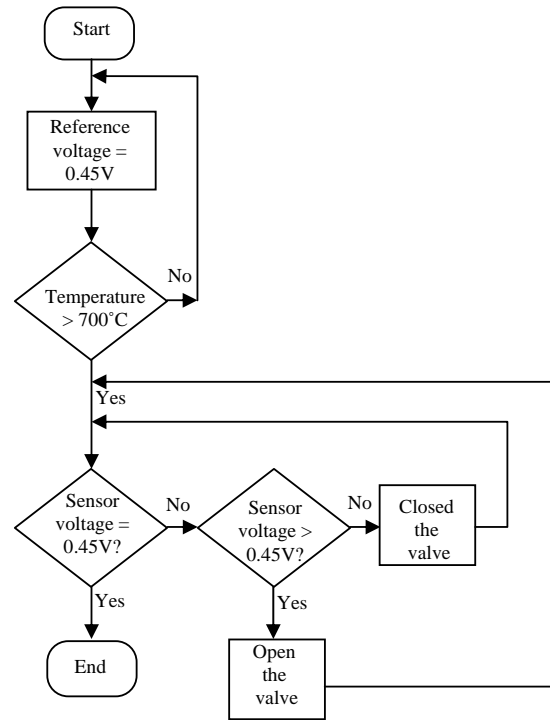 Start
Reference
voltage =
0.45V
No
Temperature
> 700˚C
Yes
Sensor
voltage =
0.45V?
No
Sensor
voltage >
0.45V?
No
Closed
the
valve
Yes
Yes
End
Open
the
valve